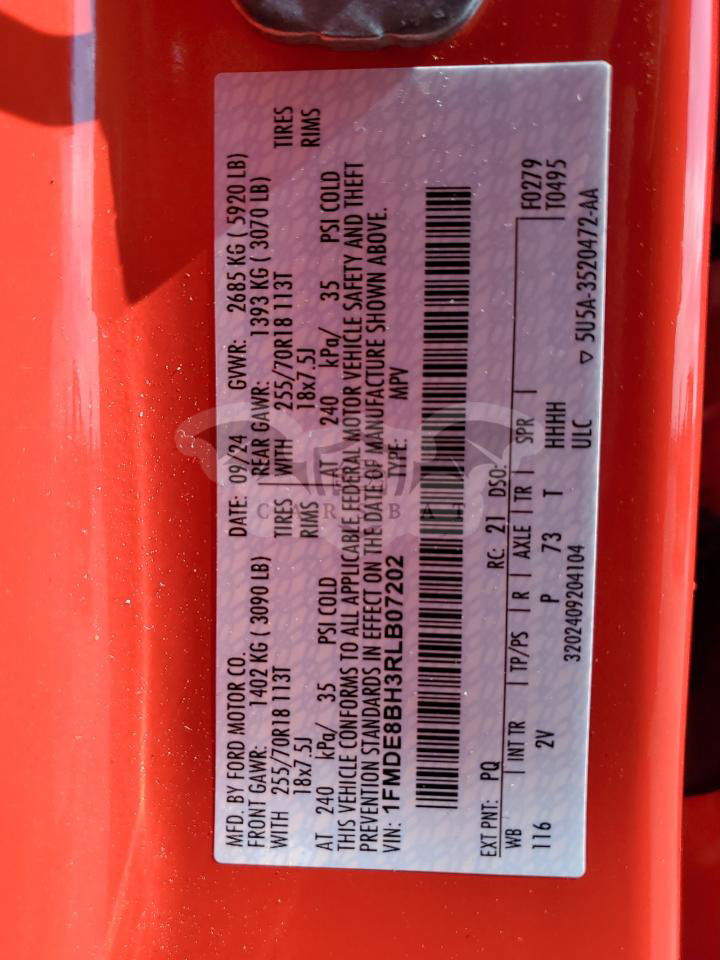 MFD. BY FORD MOTOR CO. DATE: 09/24 GVWR: 2685 KG ( 5920 LB)
FRONT GAWR: 1402 KG ( 3090 LB) REAR GAWR: 1393 KG ( 3070 LB)
WITH 255/70R18 113T TIRES WITH 255/70R18 113T TIRES
18x7.5J RIMS 18x7.5J RIMS
AT 240 kPa/ 35 PSI COLD AT 240 kPa/ 35 PSI COLD
THIS VEHICLE CONFORMS TO ALL APPLICABLE FEDERAL MOTOR VEHICLE SAFETY AND THEFT
PREVENTION STANDARDS IN EFFECT ON THE DATE OF MANUFACTURE SHOWN ABOVE.
VIN: 1FMDE8BH3RLB07202 TYPE: MPV
EXT PNT: PQ RC: 21 DSO: F0279
WB INT TR TP/PS R AXLE TR SPR T0495
116 2V P 73 T HHHH
3202409204104 ULC ▽ 5U5A-3520472-AA
CARSBAT